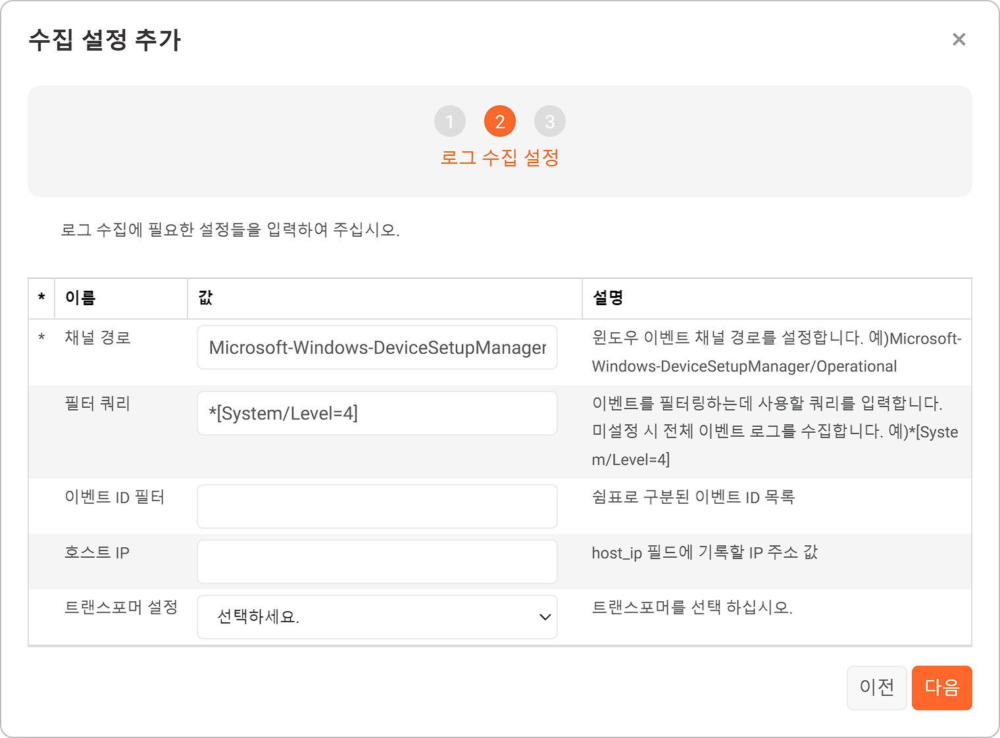 수집 설정 추가
×
1 2 3
로그 수집 설정
로그 수집에 필요한 설정들을 입력하여 주십시오.
* 이름 값 설명
* 채널 경로 Microsoft-Windows-DeviceSetupManager 윈도우 이벤트 채널 경로를 설정합니다. 예)Microsoft-
Windows-DeviceSetupManager/Operational
필터 쿼리 *[System/Level=4] 이벤트를 필터링하는데 사용할 쿼리를 입력합니다.
미설정 시 전체 이벤트 로그를 수집합니다. 예)*[Syste
m/Level=4]
이벤트 ID 필터 쉼표로 구분된 이벤트 ID 목록
호스트 IP host_ip 필드에 기록할 IP 주소 값
트랜스포머 설정 선택하세요. 트랜스포머를 선택 하십시오.
이전 다음